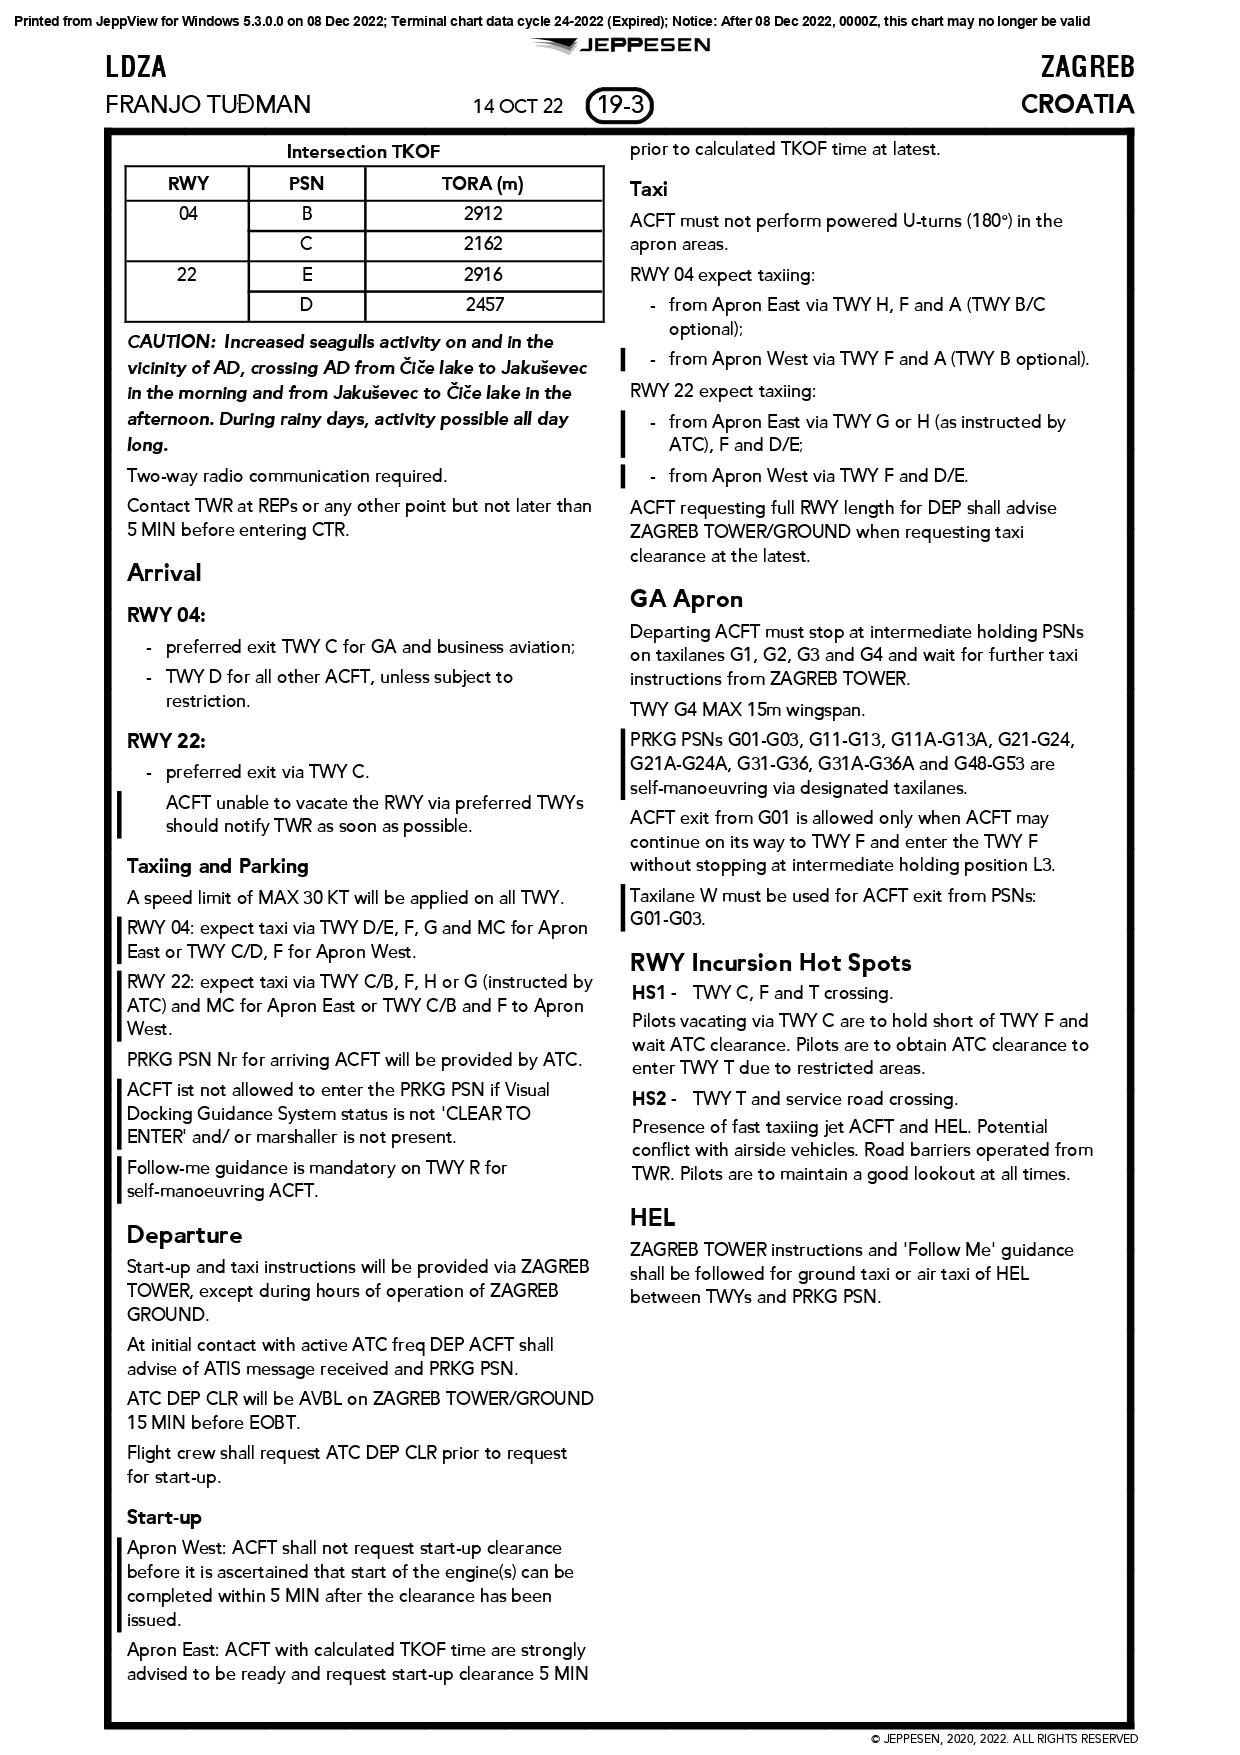 Printed from JeppView for Windows 5.3.0.0 on 08 Dec 2022; Terminal chart data cycle 24-2022 (Expired); Notice: After 08 Dec 2022, 0000Z, this chart may no longer be valid
JEPPESEN
LDZA ZAGREB
FRANJO TUĐMAN 14 OCT 22 19-3 CROATIA
Intersection TKOF
RWY PSN TORA (m)
04 B 2912
C 2162
22 E 2916
D 2457
CAUTION: Increased seagulls activity on and in the
vicinity of AD, crossing AD from Čiče lake to Jakuševec
in the morning and from Jakuševec to Čiče lake in the
afternoon. During rainy days, activity possible all day
long.
Two-way radio communication required.
Contact TWR at REPs or any other point but not later than
5 MIN before entering CTR.
Arrival
RWY 04:
- preferred exit TWY C for GA and business aviation;
- TWY D for all other ACFT, unless subject to
restriction.
RWY 22:
- preferred exit via TWY C.
ACFT unable to vacate the RWY via preferred TWYs
should notify TWR as soon as possible.
Taxiing and Parking
A speed limit of MAX 30 KT will be applied on all TWY.
RWY 04: expect taxi via TWY D/E, F, G and MC for Apron
East or TWY C/D, F for Apron West.
RWY 22: expect taxi via TWY C/B, F, H or G (instructed by
ATC) and MC for Apron East or TWY C/B and F to Apron
West.
PRKG PSN Nr for arriving ACFT will be provided by ATC.
ACFT ist not allowed to enter the PRKG PSN if Visual
Docking Guidance System status is not 'CLEAR TO
ENTER' and/ or marshaller is not present.
Follow-me guidance is mandatory on TWY R for
self-manoeuvring ACFT.
Departure
Start-up and taxi instructions will be provided via ZAGREB
TOWER, except during hours of operation of ZAGREB
GROUND.
At initial contact with active ATC freq DEP ACFT shall
advise of ATIS message received and PRKG PSN.
ATC DEP CLR will be AVBL on ZAGREB TOWER/GROUND
15 MIN before EOBT.
Flight crew shall request ATC DEP CLR prior to request
for start-up.
Start-up
Apron West: ACFT shall not request start-up clearance
before it is ascertained that start of the engine(s) can be
completed within 5 MIN after the clearance has been
issued.
Apron East: ACFT with calculated TKOF time are strongly
advised to be ready and request start-up clearance 5 MIN
prior to calculated TKOF time at latest.
Taxi
ACFT must not perform powered U-turns (180°) in the
apron areas.
RWY 04 expect taxiing:
- from Apron East via TWY H, F and A (TWY B/C
optional);
- from Apron West via TWY F and A (TWY B optional).
RWY 22 expect taxiing:
- from Apron East via TWY G or H (as instructed by
ATC), F and D/E;
- from Apron West via TWY F and D/E.
ACFT requesting full RWY length for DEP shall advise
ZAGREB TOWER/GROUND when requesting taxi
clearance at the latest.
GA Apron
Departing ACFT must stop at intermediate holding PSNs
on taxilanes G1, G2, G3 and G4 and wait for further taxi
instructions from ZAGREB TOWER.
TWY G4 MAX 15m wingspan.
PRKG PSNs G01-G03, G11-G13, G11A-G13A, G21-G24,
G21A-G24A, G31-G36, G31A-G36A and G48-G53 are
self-manoeuvring via designated taxilanes.
ACFT exit from G01 is allowed only when ACFT may
continue on its way to TWY F and enter the TWY F
without stopping at intermediate holding position L3.
Taxilane W must be used for ACFT exit from PSNs:
G01-G03.
RWY Incursion Hot Spots
HS1 - TWY C, F and T crossing.
Pilots vacating via TWY C are to hold short of TWY F and
wait ATC clearance. Pilots are to obtain ATC clearance to
enter TWY T due to restricted areas.
HS2 - TWY T and service road crossing.
Presence of fast taxiing jet ACFT and HEL. Potential
conflict with airside vehicles. Road barriers operated from
TWR. Pilots are to maintain a good lookout at all times.
HEL
ZAGREB TOWER instructions and 'Follow Me' guidance
shall be followed for ground taxi or air taxi of HEL
between TWYs and PRKG PSN.
© JEPPESEN, 2020, 2022. ALL RIGHTS RESERVED